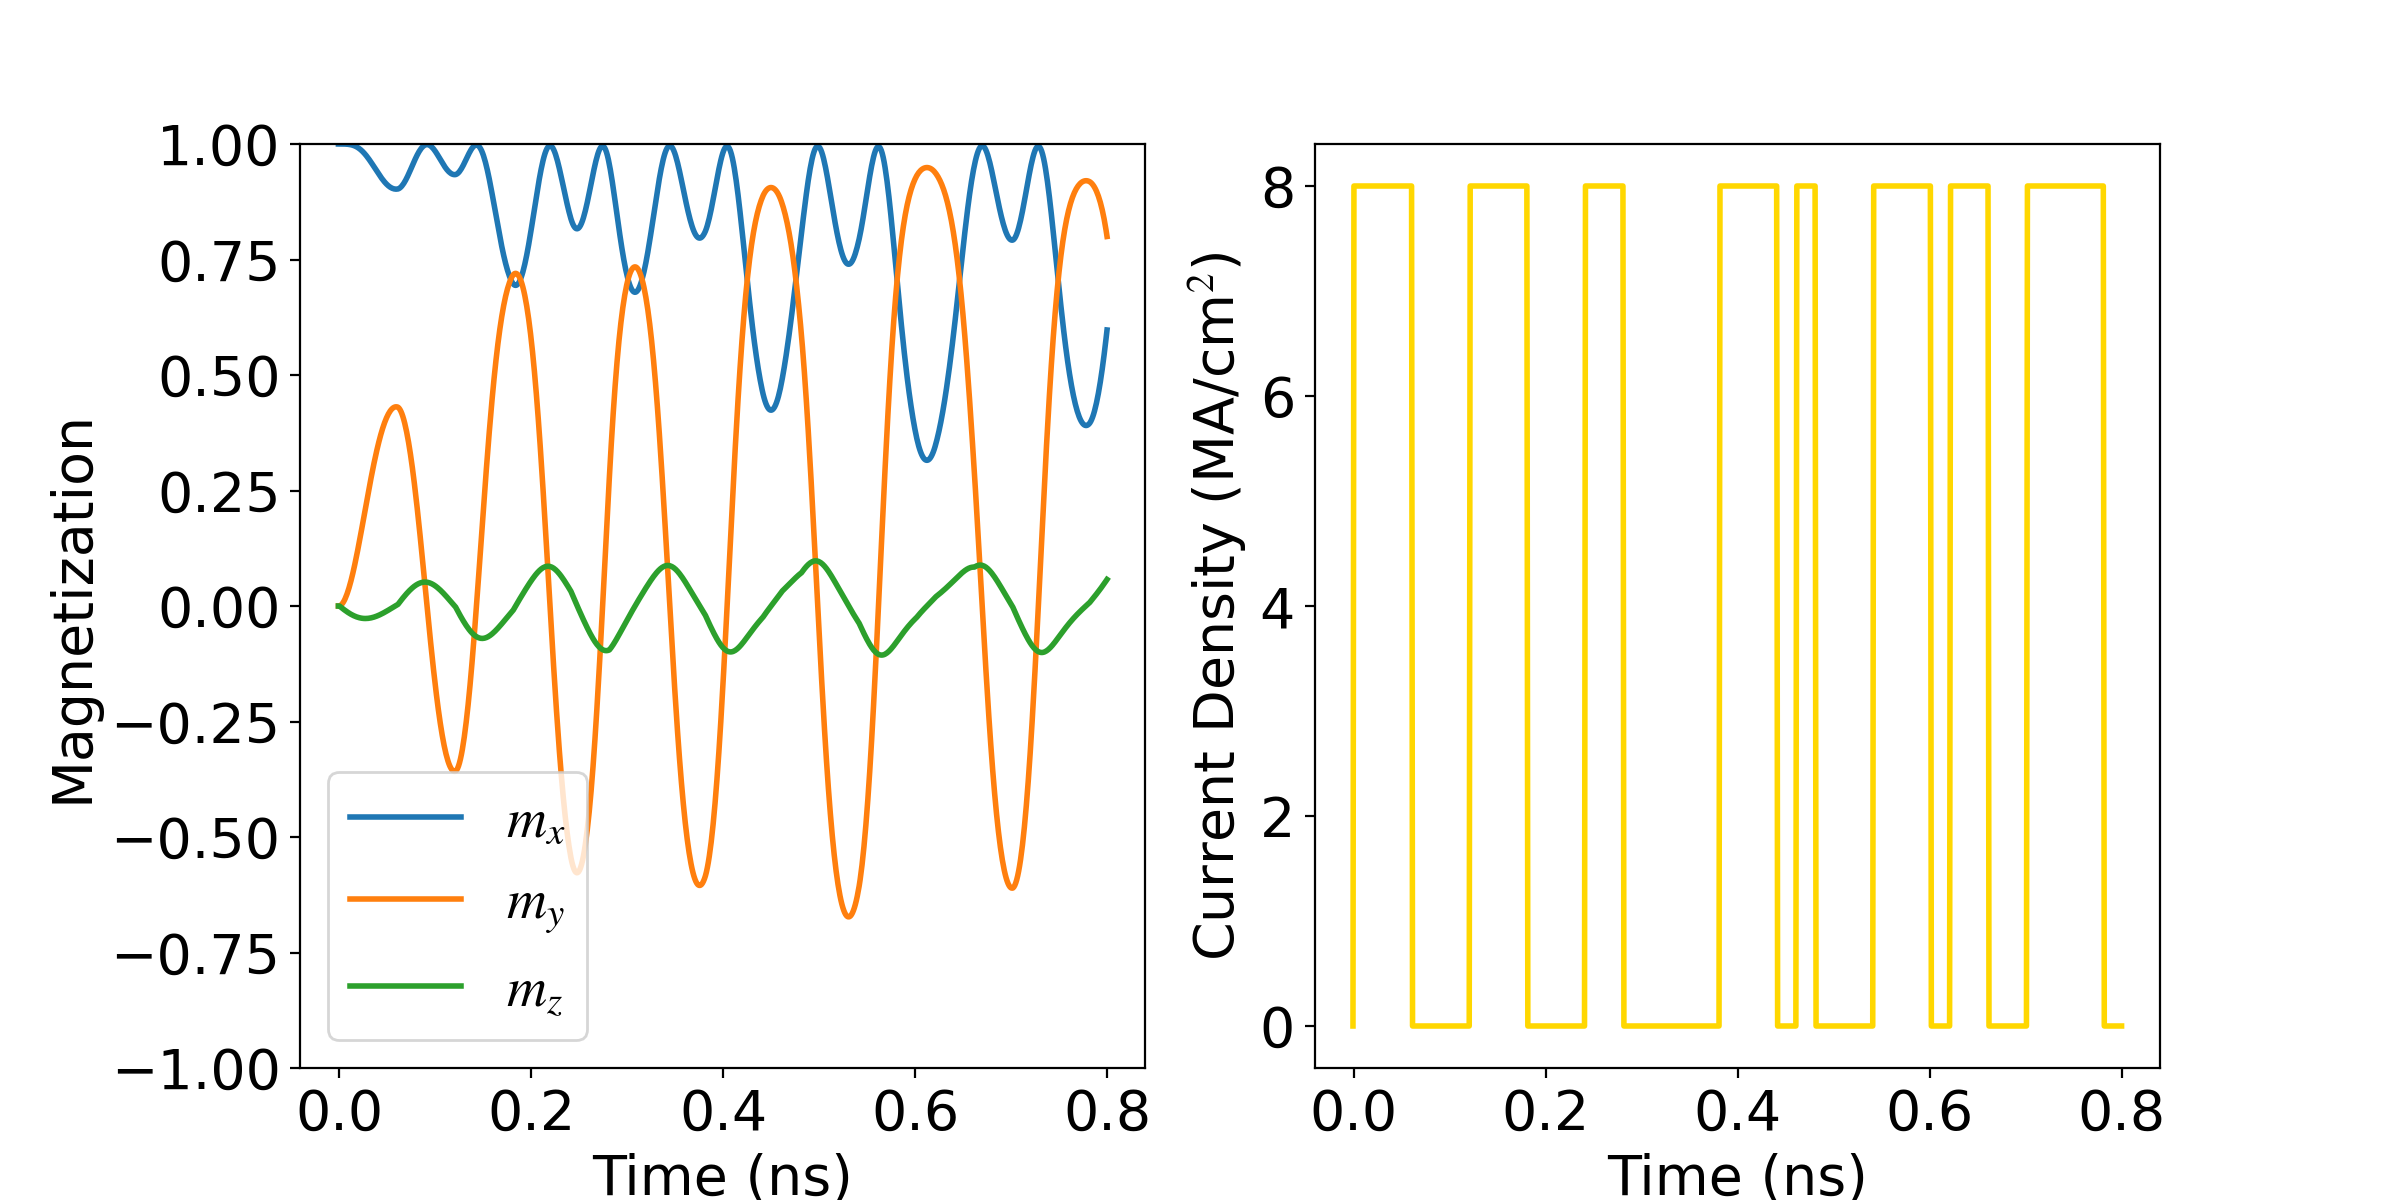 1.00
0.75
0.50
0.25
0.00
−0.25
−0.50
−0.75
−1.00
Magnetization
m_x
m_y
m_z
0.0 0.2 0.4 0.6 0.8
Time (ns)
8
6
4
2
0
Current Density (MA/cm²)
0.0 0.2 0.4 0.6 0.8
Time (ns)